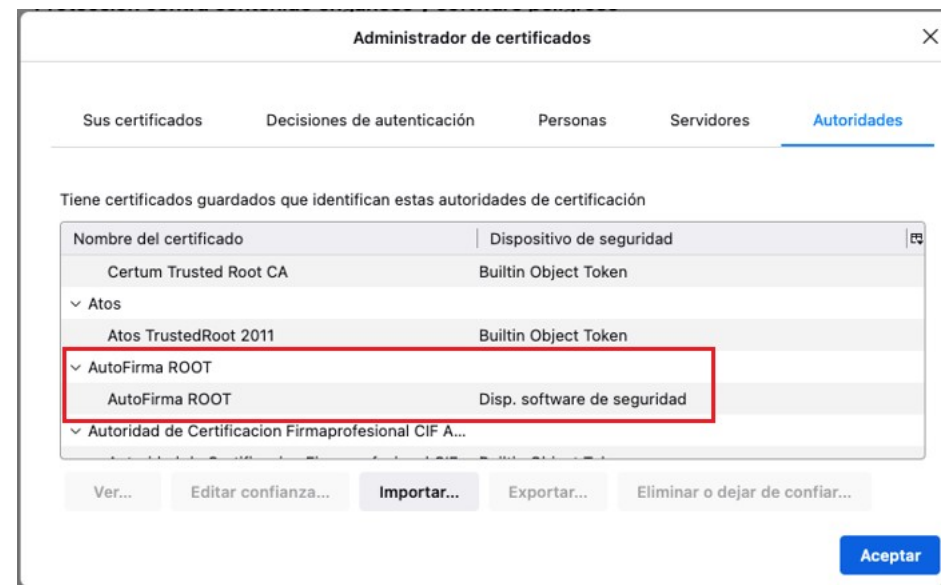 Administrador de certificados
Sus certificados Decisiones de autenticación Personas Servidores Autoridades
Tiene certificados guardados que identifican estas autoridades de certificación
Nombre del certificado Dispositivo de seguridad
Certum Trusted Root CA Builtin Object Token
Atos
Atos TrustedRoot 2011 Builtin Object Token
AutoFirma ROOT
AutoFirma ROOT Disp. software de seguridad
Autoridad de Certificacion Firmaprofesional CIF A...
Ver... Editar confianza... Importar... Exportar... Eliminar o dejar de confiar...
Aceptar